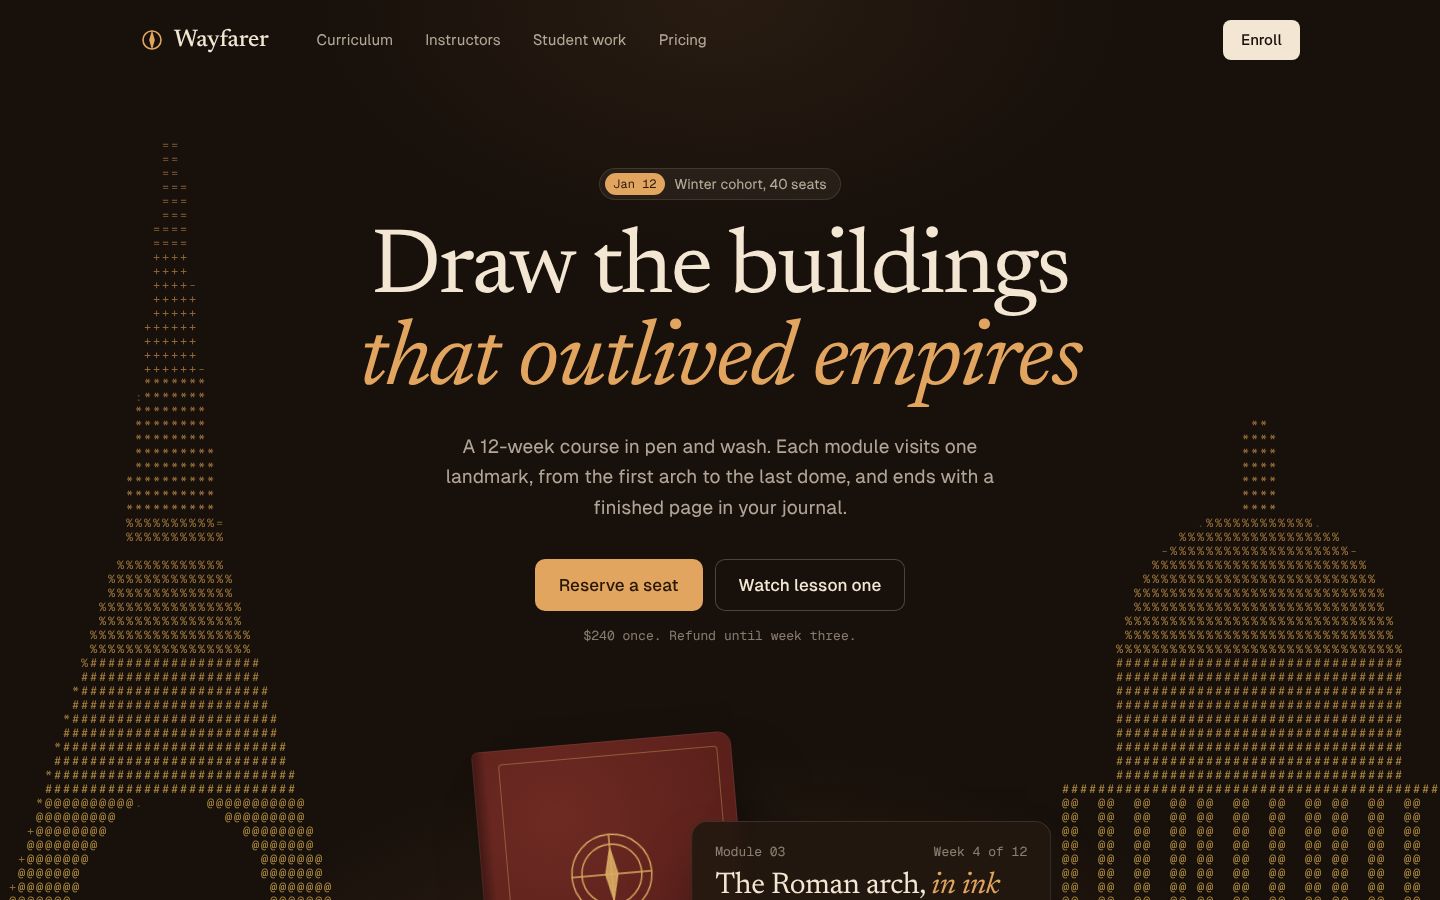 Wayfarer
Curriculum
Instructors
Student work
Pricing
Enroll
Jan 12 Winter cohort, 40 seats
Draw the buildings
that outlived empires
A 12-week course in pen and wash. Each module visits one
landmark, from the first arch to the last dome, and ends with a
finished page in your journal.
Reserve a seat
Watch lesson one
$240 once. Refund until week three.
Module 03
Week 4 of 12
The Roman arch, in ink